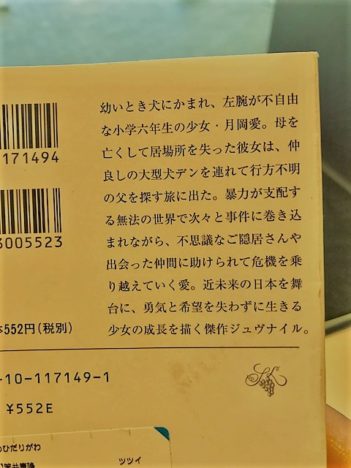 幼いとき犬にかまれ、左腕が不自由
な小学六年生の少女・月岡愛。母を
亡くして居場所を失った彼女は、仲
良しの大型犬デンを連れて行方不明
の父を探す旅に出た。暴力が支配す
る無法の世界で次々と事件に巻き込
まれながら、不思議なご隠居さんや
出会った仲間に助けられて危機を乗
り越えていく愛。近未来の日本を舞
台に、勇気と希望を失わずに生きる
少女の成長を描く傑作ジュヴナイル。
171494
3005523
552円(税別)
-10-117149-1
¥552E
のひだりがわ
ツツイ